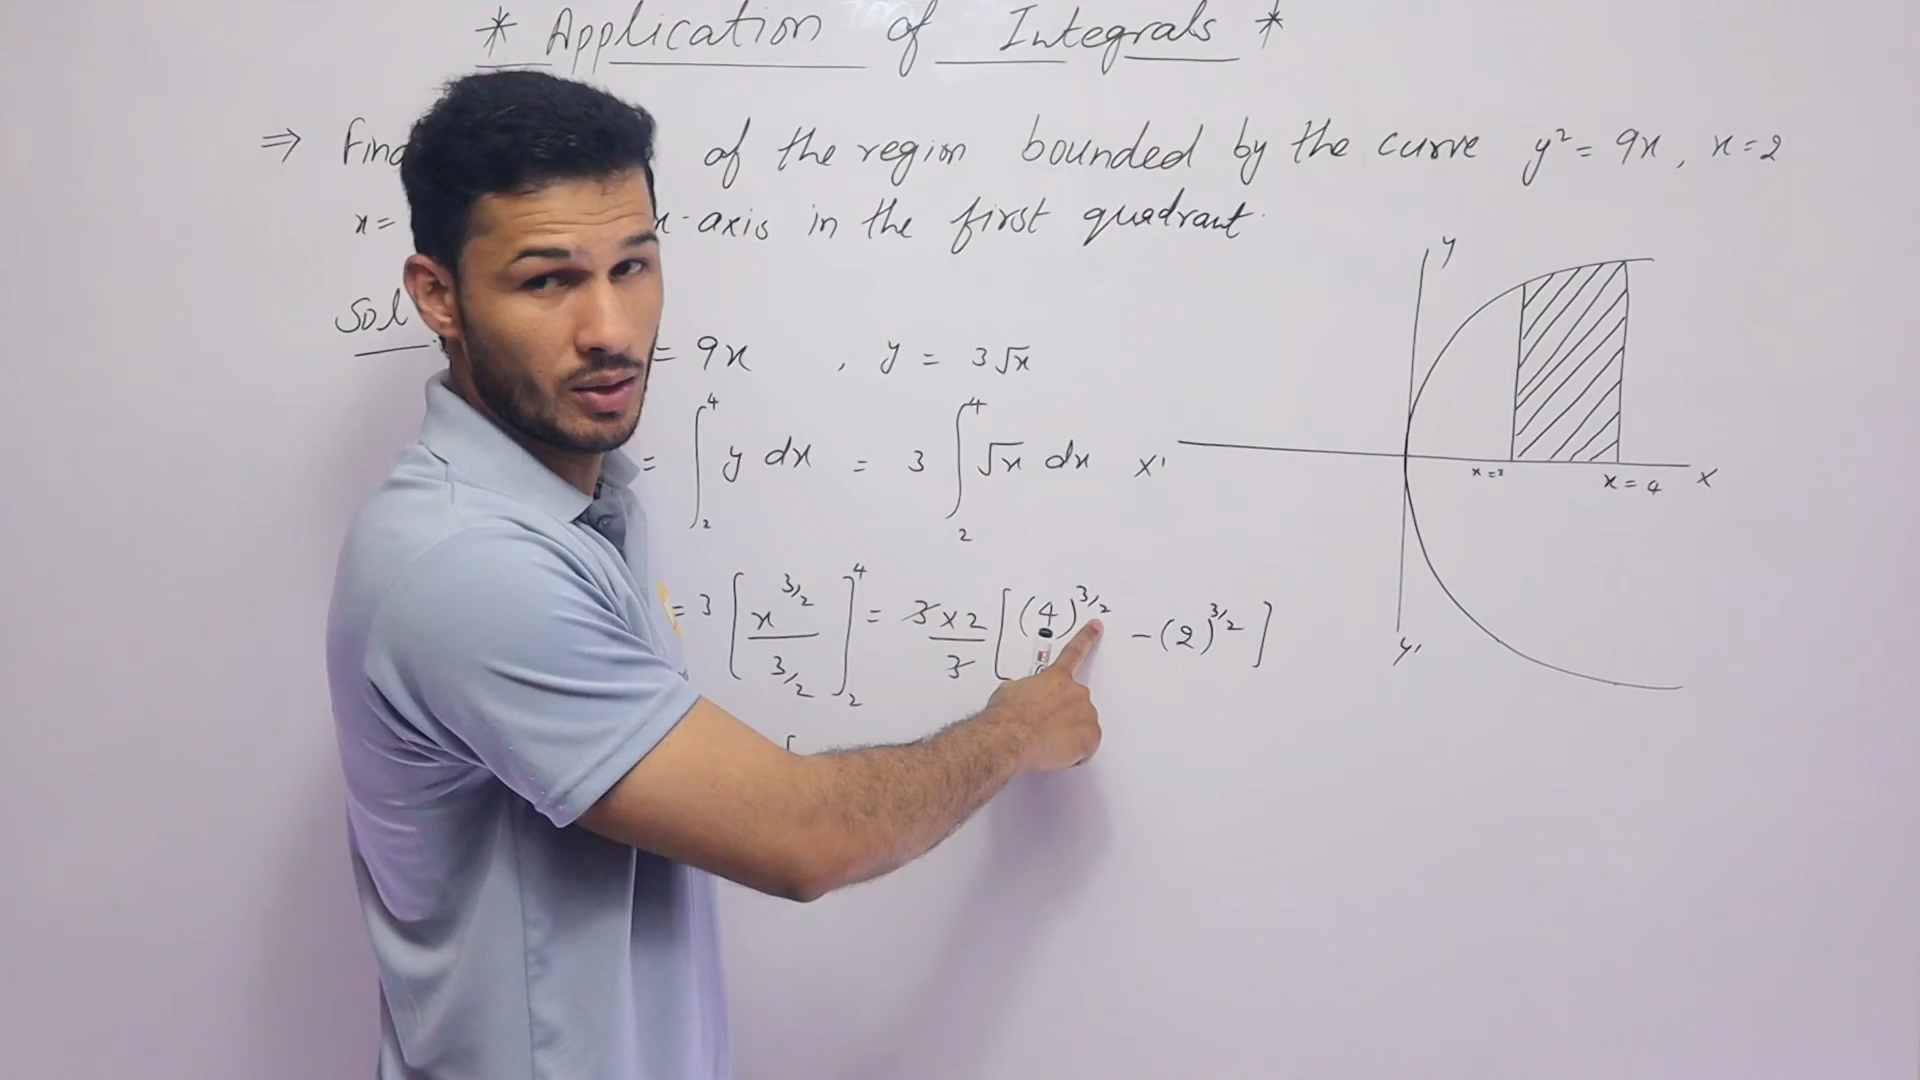 * Application of Integrals *
⇒ Find of the region bounded by the curve y² = 9x, x=2
x= x-axis in the first quadrant.
Sol
= 9x , y = 3√x
= ∫₂⁴ y dx = 3 ∫₂⁴ √x dx
= 3 [x^3/2 / 3/2]₂⁴ = 3×2/3 [(4)^3/2 - (2)^3/2]
y
x'
x=2
x=4
x
y'